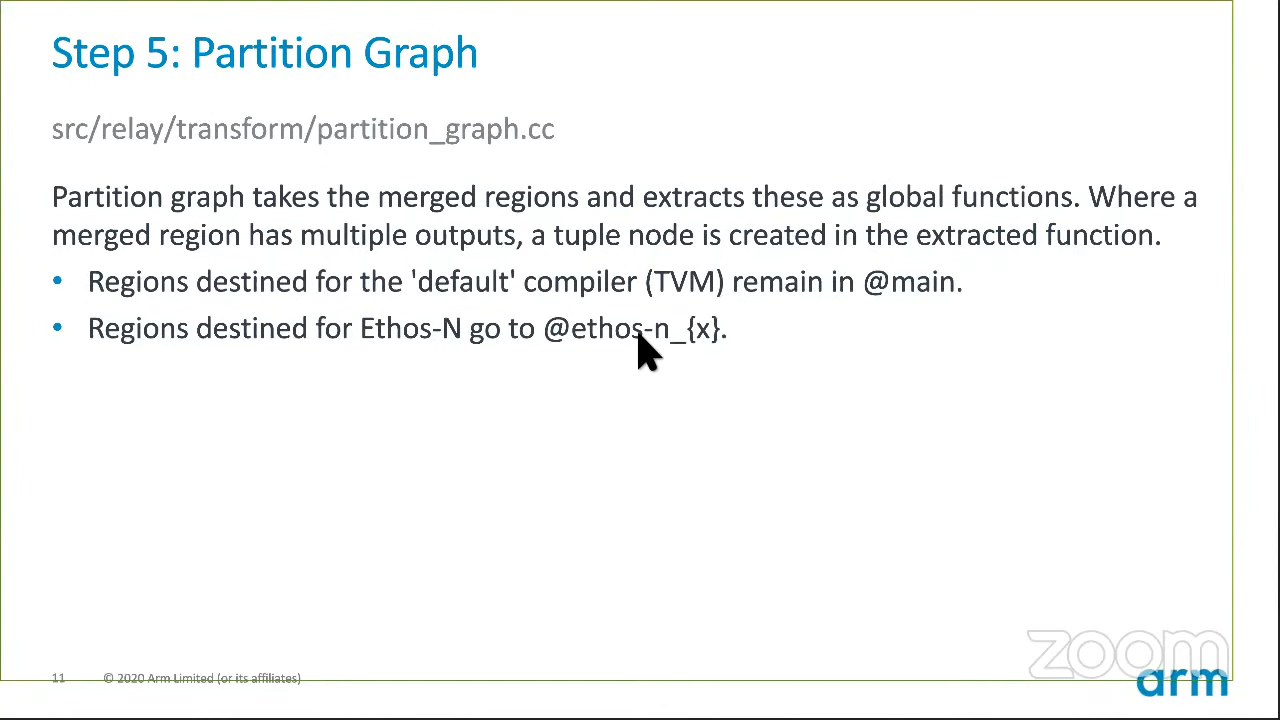 Step 5: Partition Graph
src/relay/transform/partition_graph.cc
Partition graph takes the merged regions and extracts these as global functions. Where a
merged region has multiple outputs, a tuple node is created in the extracted function.
• Regions destined for the 'default' compiler (TVM) remain in @main.
• Regions destined for Ethos-N go to @ethos-n_{x}.
zoom
11 © 2020 Arm Limited (or its affiliates)
arm